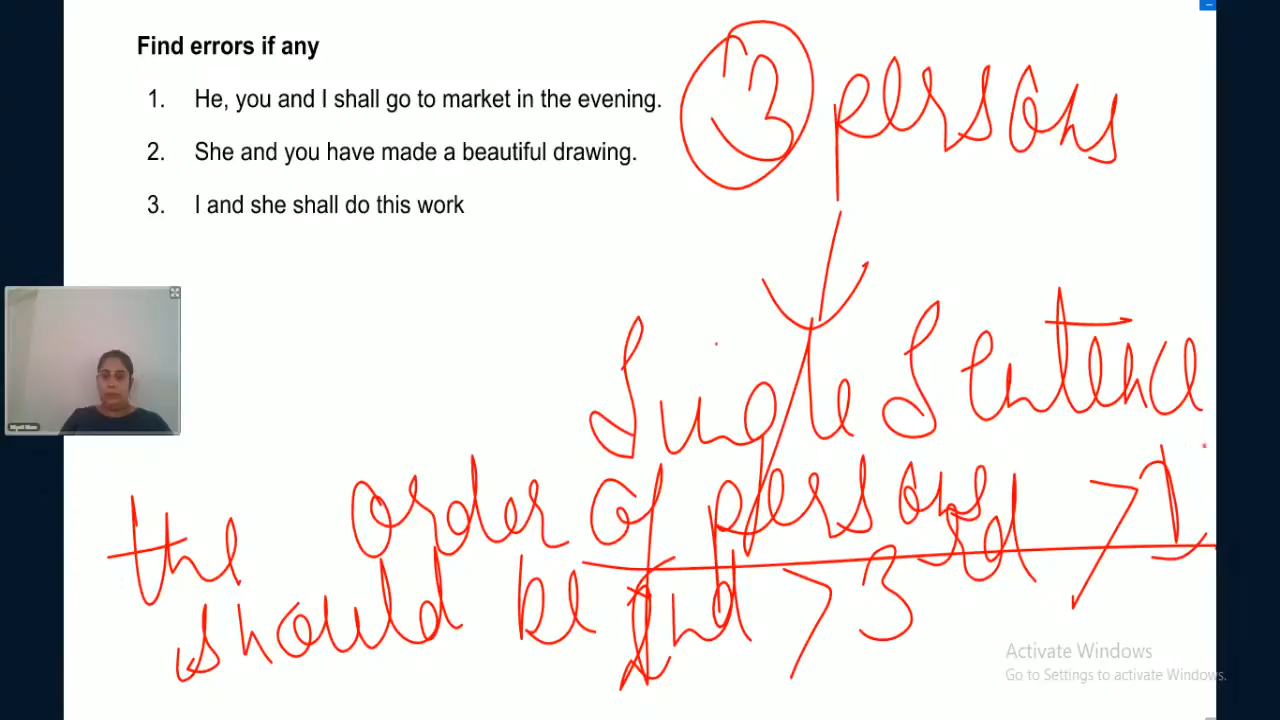 Find errors if any
1. He, you and I shall go to market in the evening.
2. She and you have made a beautiful drawing.
3. I and she shall do this work
3 persons
Single Sentence
the order of persons
should be 2nd > 3rd > 1
Activate Windows
Go to Settings to activate Windows.